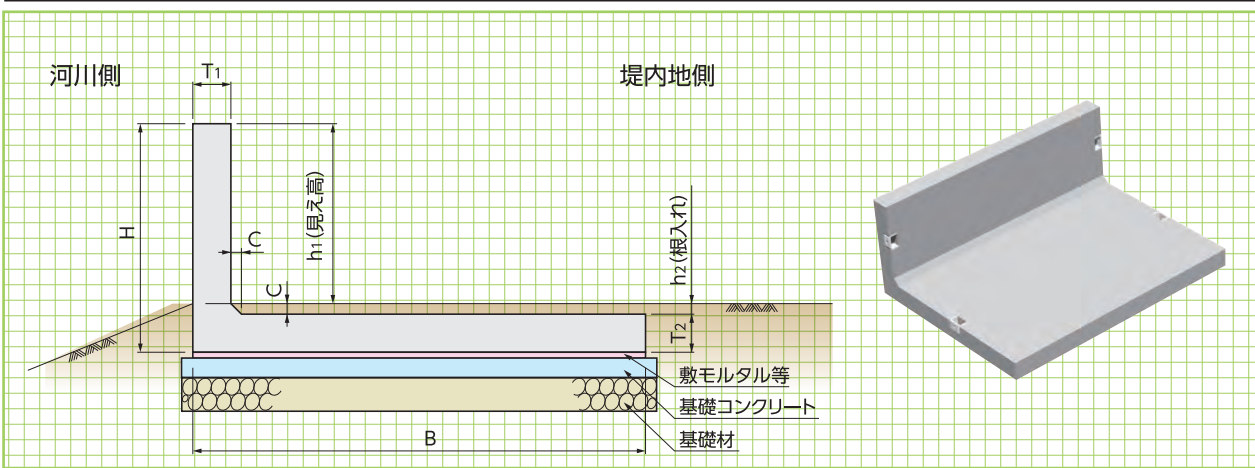 河川側
T1
堤内地側
H
h1(見え高)
C
C
h2(根入れ)
T2
敷モルタル等
基礎コンクリート
基礎材
B